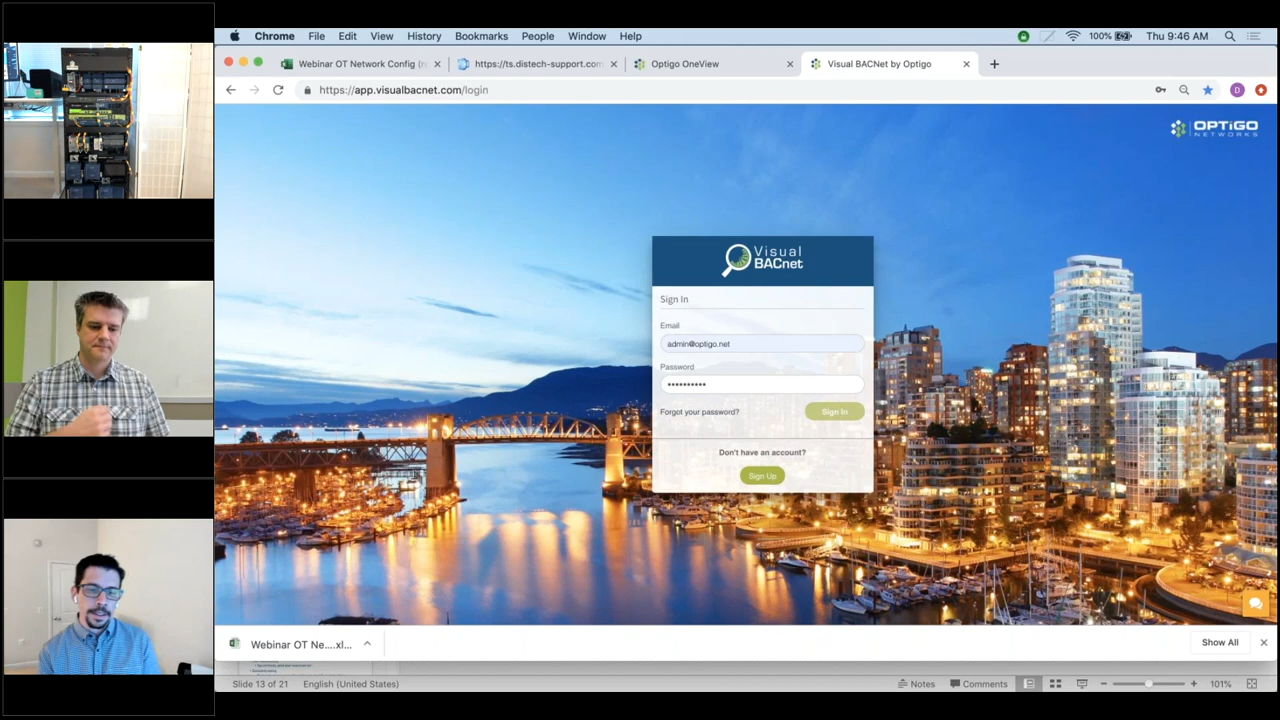 Chrome File Edit View History Bookmarks People Window Help
100% Thu 9:46 AM
Webinar OT Network Config (
https://ts.distech-support.com
Optigo OneView
Visual BACnet by Optigo
https://app.visualbacnet.com/login
D
OPTIGO
NETWORKS
Visual
BACnet
Sign In
Email
admin@optigo.net
Password
••••••••••
Forgot your password?
Sign In
Don't have an account?
Sign Up
Webinar OT Ne....xl...
Show All
Slide 13 of 21
English (United States)
Notes
Comments
101%